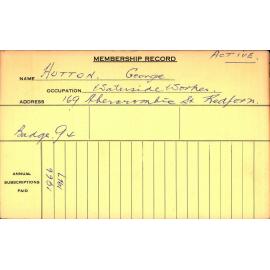 ACTIVE.
MEMBERSHIP RECORD
NAME HUTTON. George
OCCUPATION Waterside Worker.
ADDRESS 169 Abercrombie St Redfern.
Badge 94
ANNUAL SUBSCRIPTIONS PAID
1966
1967